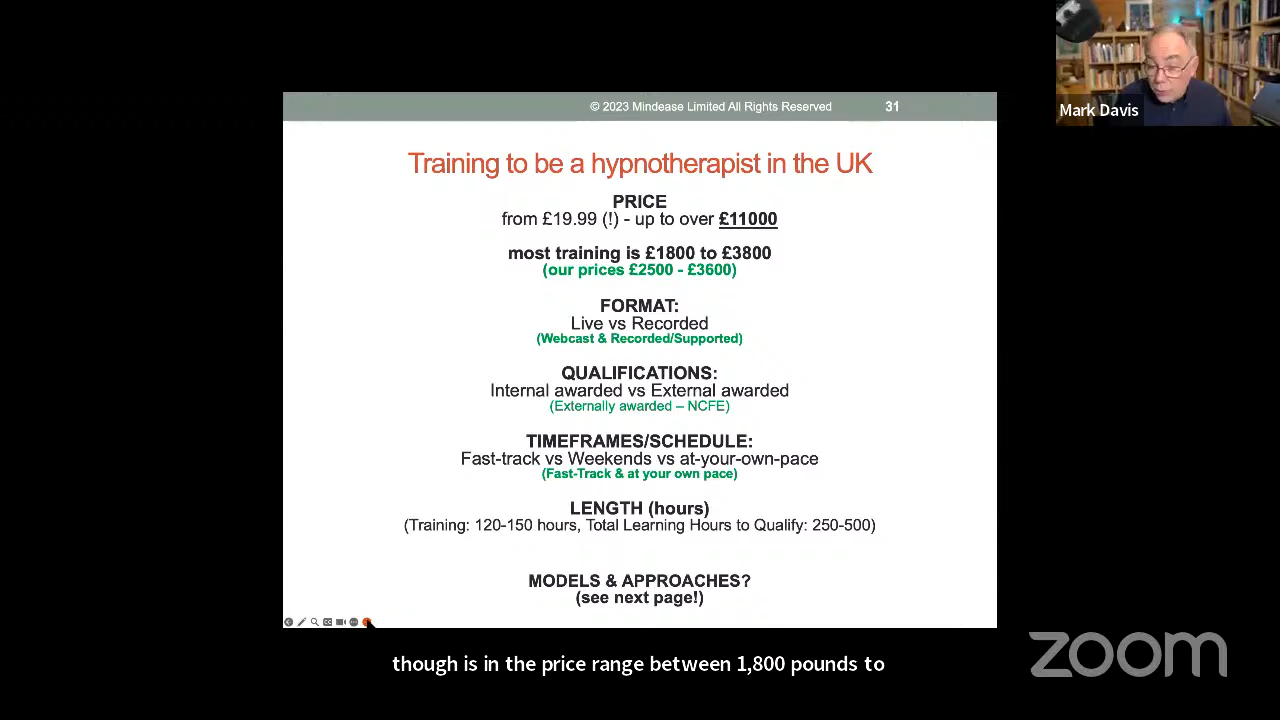 © 2023 Mindease Limited All Rights Reserved 31
Mark Davis
Training to be a hypnotherapist in the UK
PRICE
from £19.99 (!) - up to over £11000
most training is £1800 to £3800
(our prices £2500 - £3600)
FORMAT:
Live vs Recorded
(Webcast & Recorded/Supported)
QUALIFICATIONS:
Internal awarded vs External awarded
(Externally awarded – NCFE)
TIMEFRAMES/SCHEDULE:
Fast-track vs Weekends vs at-your-own-pace
(Fast-Track & at your own pace)
LENGTH (hours)
(Training: 120-150 hours, Total Learning Hours to Qualify: 250-500)
MODELS & APPROACHES?
(see next page!)
though is in the price range between 1,800 pounds to
zoom